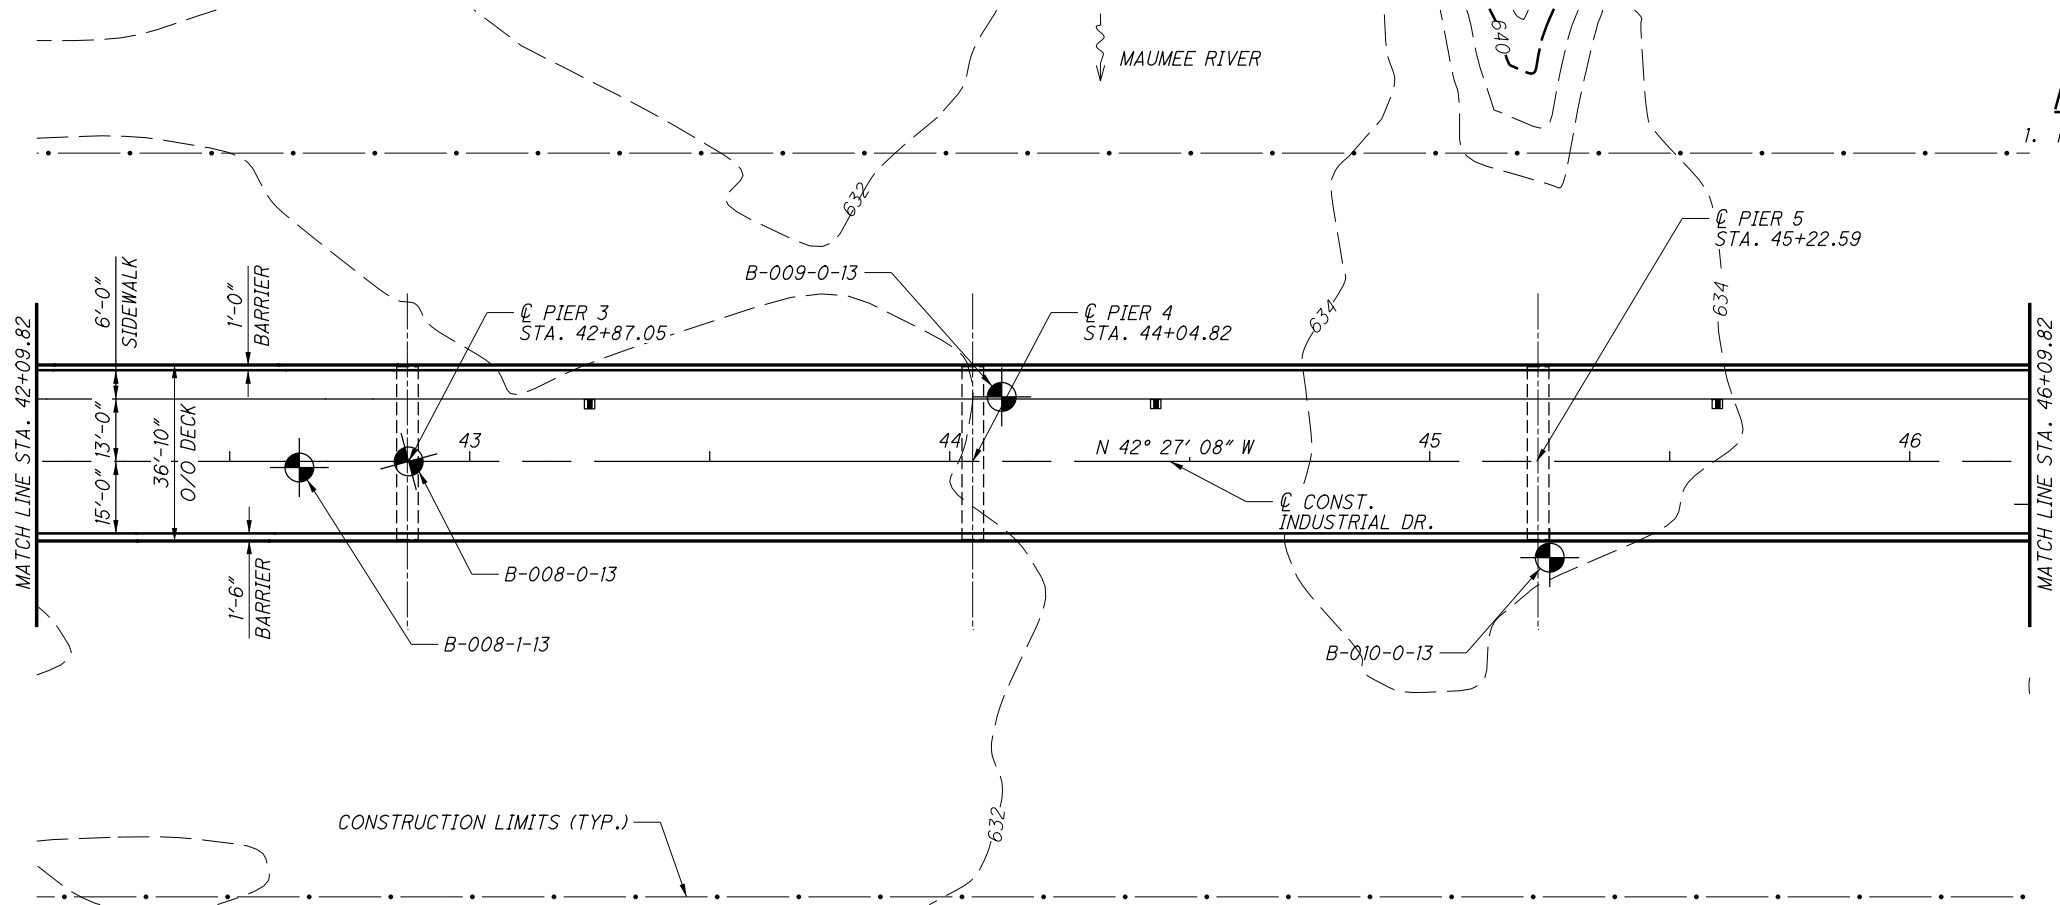 MAUMEE RIVER
640
1.
632
℄ PIER 5
STA. 45+22.59
B-009-0-13
6'-0"
SIDEWALK
1'-0"
BARRIER
℄ PIER 3
STA. 42+87.05
℄ PIER 4
STA. 44+04.82
634
634
MATCH LINE STA. 42+09.82
MATCH LINE STA. 46+09.82
13'-0"
15'-0"
36'-10"
O/O DECK
43
44
N 42° 27' 08" W
45
46
℄ CONST.
INDUSTRIAL DR.
B-008-0-13
1'-6"
BARRIER
B-008-1-13
B-010-0-13
CONSTRUCTION LIMITS (TYP.)
632